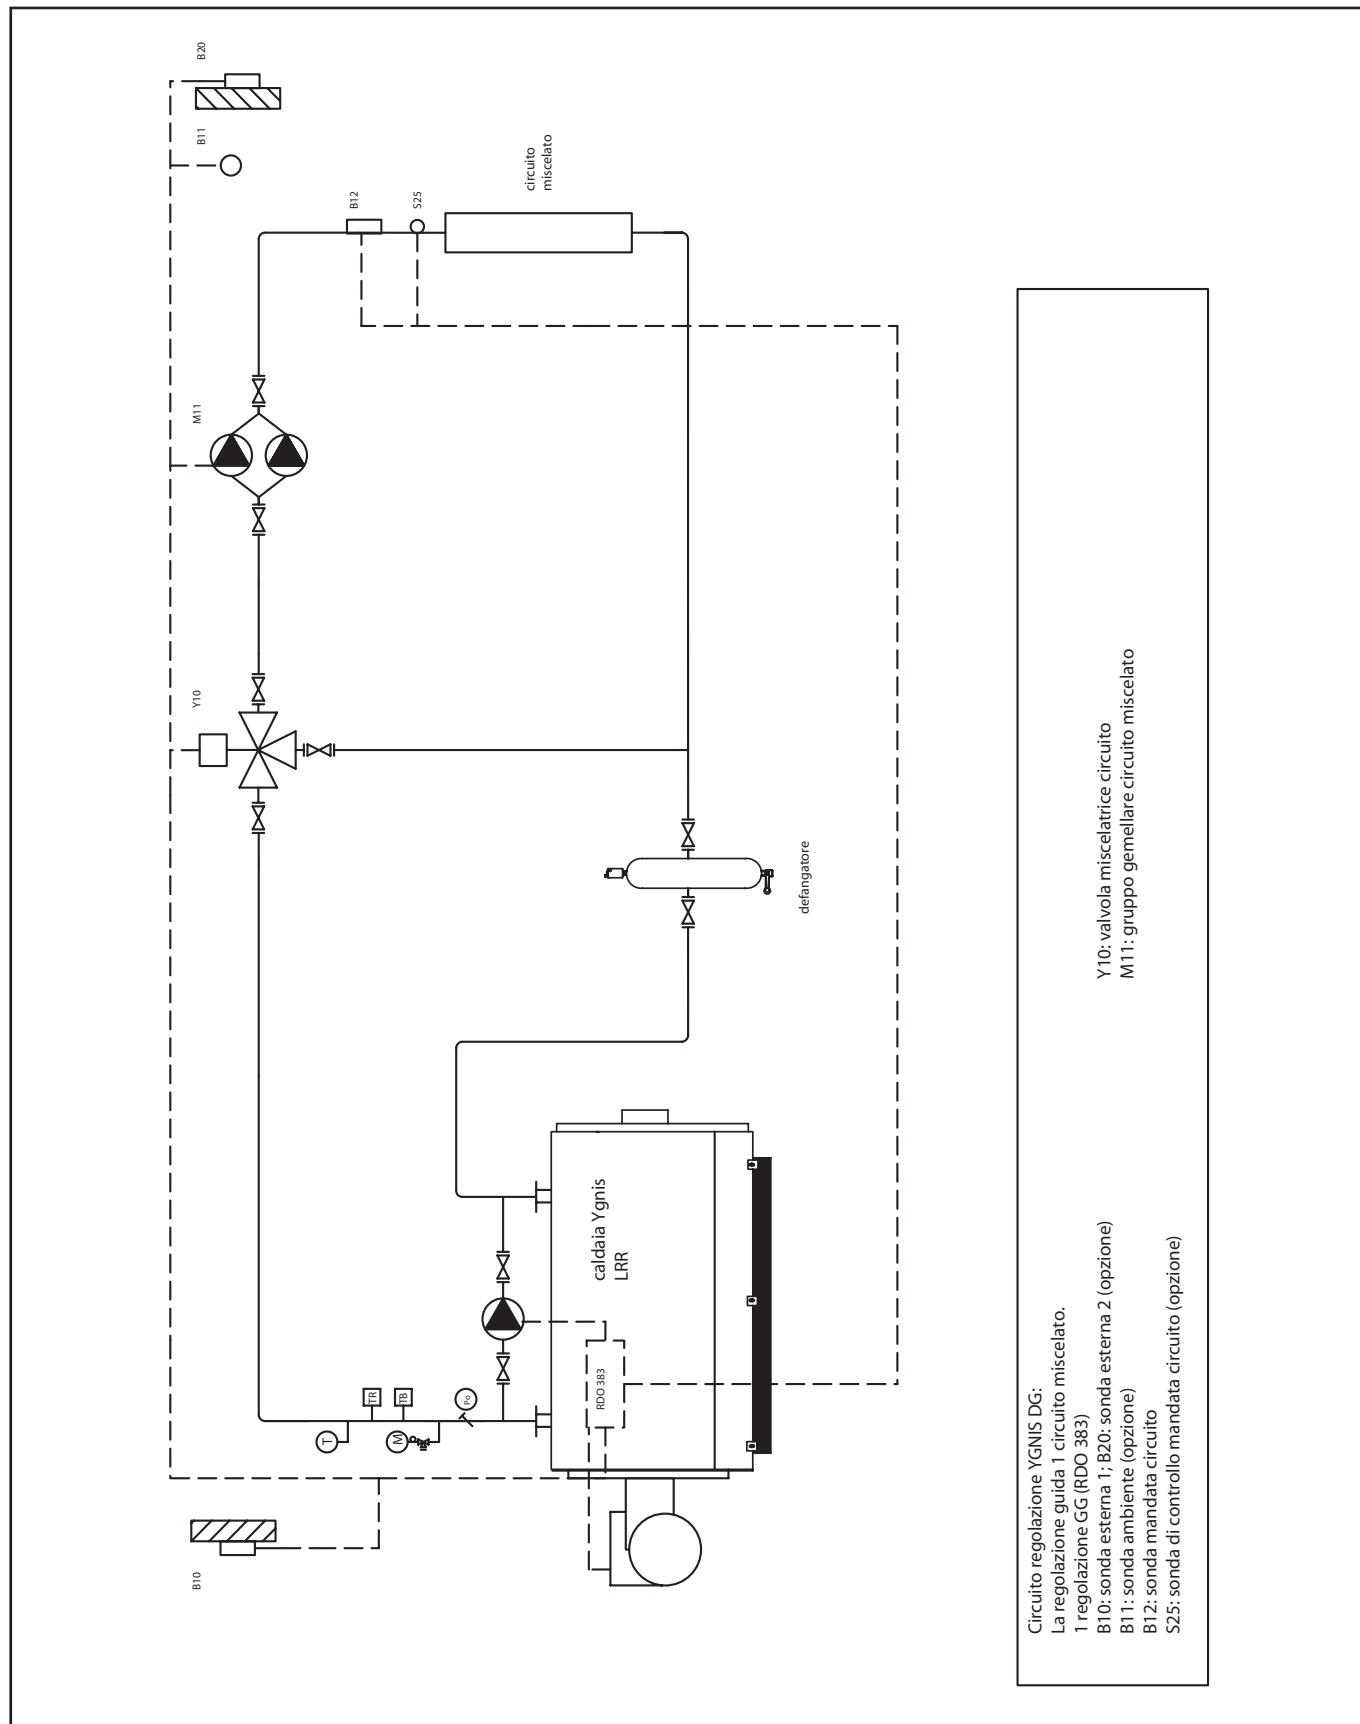 B20
B11
B12
S25
circuito
miscelato
M11
Y10
defangatore
caldaia Ygnis
LRR
RDO 383
TR
TB
Po
T
M
B10
Circuito regolazione YGNIS DG:
La regolazione guida 1 circuito miscelato.
1 regolazione GG (RDO 383)
B10: sonda esterna 1; B20: sonda esterna 2 (opzione)
B11: sonda ambiente (opzione)
B12: sonda mandata circuito
S25: sonda di controllo mandata circuito (opzione)
Y10: valvola miscelatrice circuito
M11: gruppo gemellare circuito miscelato